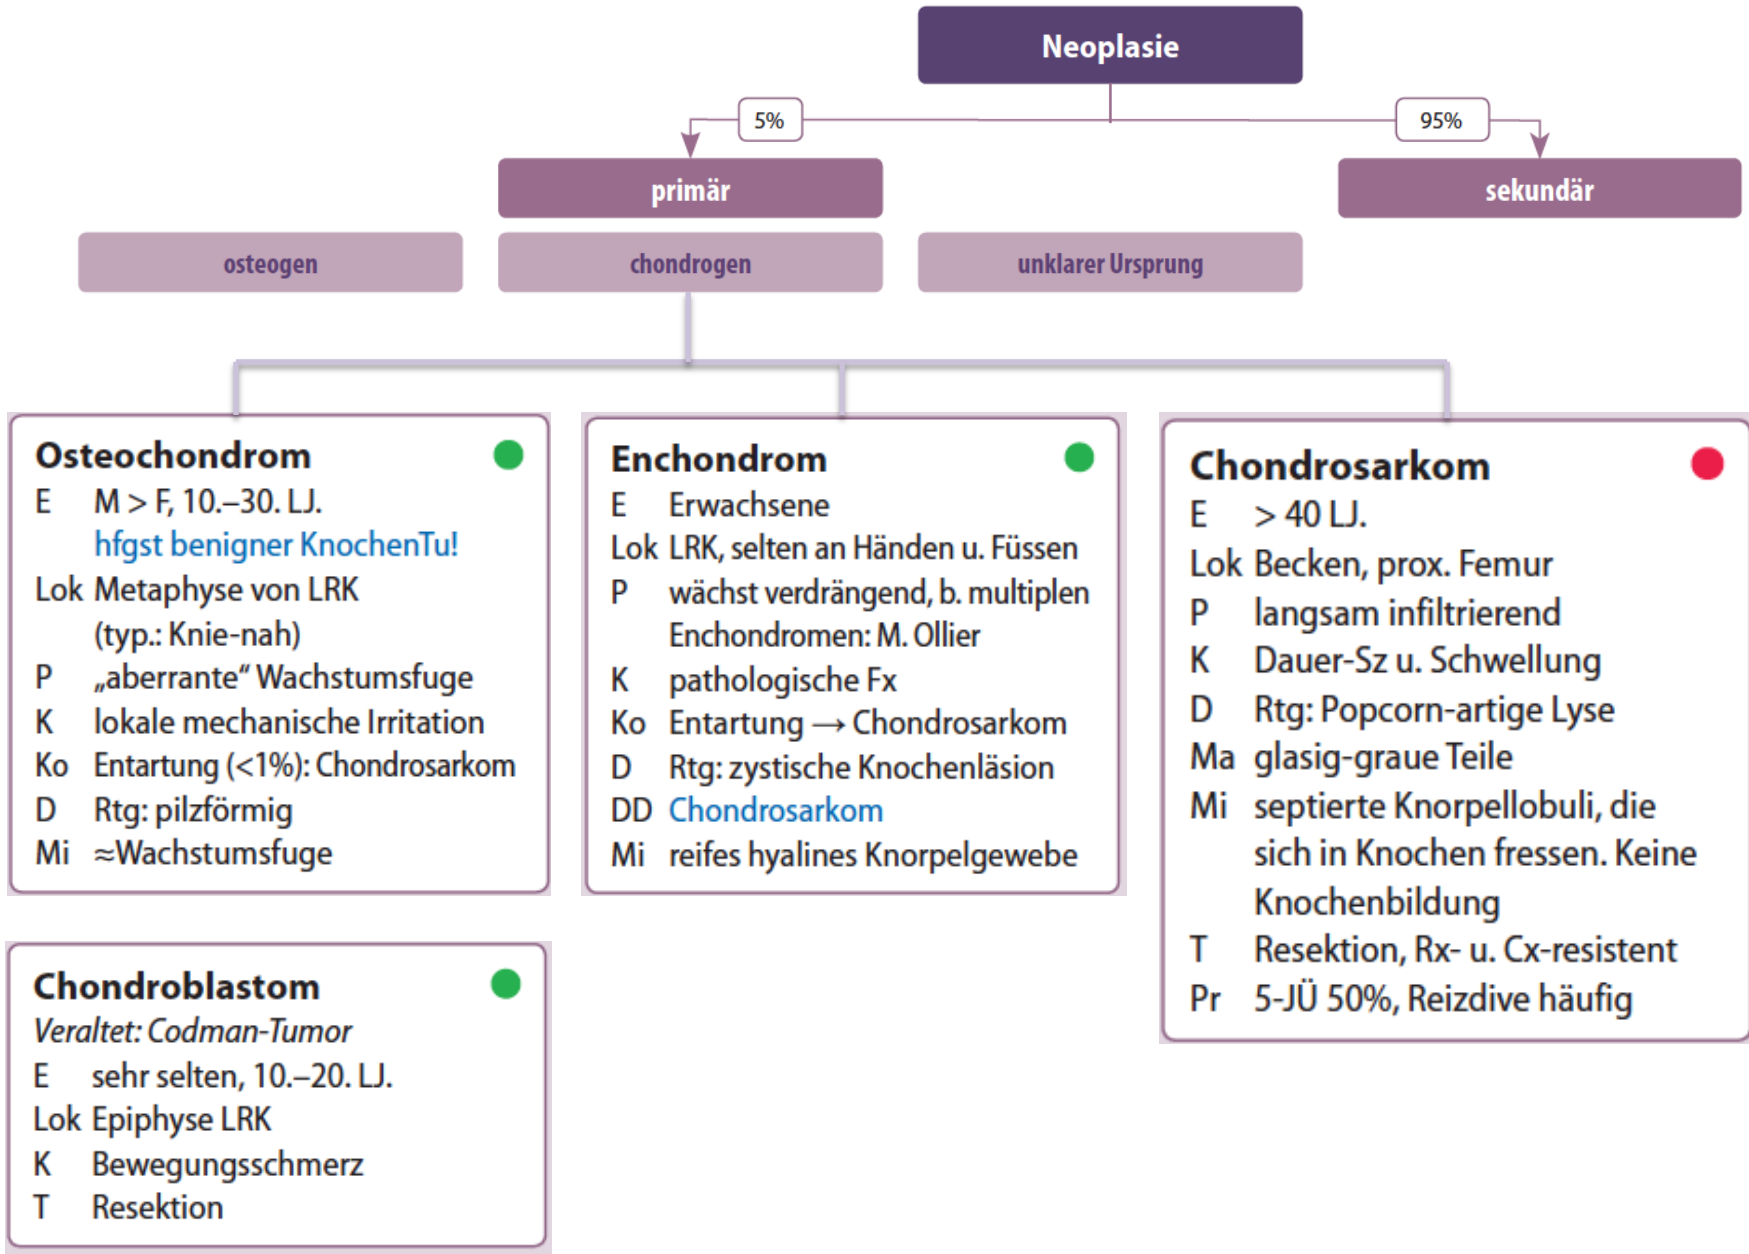 Neoplasie
5%
95%
primär
sekundär
osteogen
chondrogen
unklarer Ursprung
Osteochondrom
E M > F, 10.–30. LJ.
hfgst benigner KnochenTu!
Lok Metaphyse von LRK
(typ.: Knie-nah)
P „aberrante“ Wachstumsfuge
K lokale mechanische Irritation
Ko Entartung (<1%): Chondrosarkom
D Rtg: pilzförmig
Mi ≈Wachstumsfuge
Enchondrom
E Erwachsene
Lok LRK, selten an Händen u. Füssen
P wächst verdrängend, b. multiplen
Enchondromen: M. Ollier
K pathologische Fx
Ko Entartung → Chondrosarkom
D Rtg: zystische Knochenläsion
DD Chondrosarkom
Mi reifes hyalines Knorpelgewebe
Chondrosarkom
E > 40 LJ.
Lok Becken, prox. Femur
P langsam infiltrierend
K Dauer-Sz u. Schwellung
D Rtg: Popcorn-artige Lyse
Ma glasig-graue Teile
Mi septierte Knorpellobuli, die
sich in Knochen fressen. Keine
Knochenbildung
T Resektion, Rx- u. Cx-resistent
Pr 5-JÜ 50%, Reizdive häufig
Chondroblastom
Veraltet: Codman-Tumor
E sehr selten, 10.–20. LJ.
Lok Epiphyse LRK
K Bewegungsschmerz
T Resektion